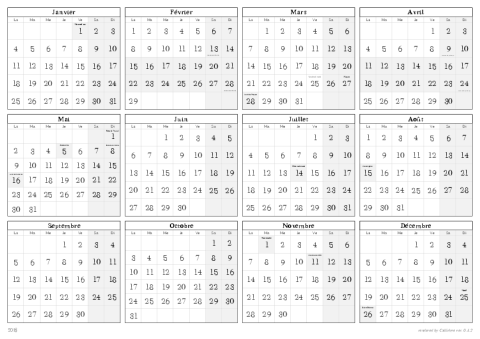 Janvier
Lu Ma Me Je Ve Sa Di
1 2 3
4 5 6 7 8 9 10
11 12 13 14 15 16 17
18 19 20 21 22 23 24
25 26 27 28 29 30 31
Février
Lu Ma Me Je Ve Sa Di
1 2 3 4 5 6 7
8 9 10 11 12 13 14
15 16 17 18 19 20 21
22 23 24 25 26 27 28
29
Mars
Lu Ma Me Je Ve Sa Di
1 2 3 4 5 6
7 8 9 10 11 12 13
14 15 16 17 18 19 20
21 22 23 24 25 26 27
28 29 30 31
Avril
Lu Ma Me Je Ve Sa Di
1 2 3
4 5 6 7 8 9 10
11 12 13 14 15 16 17
18 19 20 21 22 23 24
25 26 27 28 29 30
Mai
Lu Ma Me Je Ve Sa Di
1
2 3 4 5 6 7 8
9 10 11 12 13 14 15
16 17 18 19 20 21 22
23 24 25 26 27 28 29
30 31
Juin
Lu Ma Me Je Ve Sa Di
1 2 3 4 5
6 7 8 9 10 11 12
13 14 15 16 17 18 19
20 21 22 23 24 25 26
27 28 29 30
Juillet
Lu Ma Me Je Ve Sa Di
1 2 3
4 5 6 7 8 9 10
11 12 13 14 15 16 17
18 19 20 21 22 23 24
25 26 27 28 29 30 31
Août
Lu Ma Me Je Ve Sa Di
1 2 3 4 5 6 7
8 9 10 11 12 13 14
15 16 17 18 19 20 21
22 23 24 25 26 27 28
29 30 31
Septembre
Lu Ma Me Je Ve Sa Di
1 2 3 4
5 6 7 8 9 10 11
12 13 14 15 16 17 18
19 20 21 22 23 24 25
26 27 28 29 30
Octobre
Lu Ma Me Je Ve Sa Di
1 2
3 4 5 6 7 8 9
10 11 12 13 14 15 16
17 18 19 20 21 22 23
24 25 26 27 28 29 30
31
Novembre
Lu Ma Me Je Ve Sa Di
1 2 3 4 5 6
7 8 9 10 11 12 13
14 15 16 17 18 19 20
21 22 23 24 25 26 27
28 29 30
Décembre
Lu Ma Me Je Ve Sa Di
1 2 3 4
5 6 7 8 9 10 11
12 13 14 15 16 17 18
19 20 21 22 23 24 25
26 27 28 29 30 31
2016